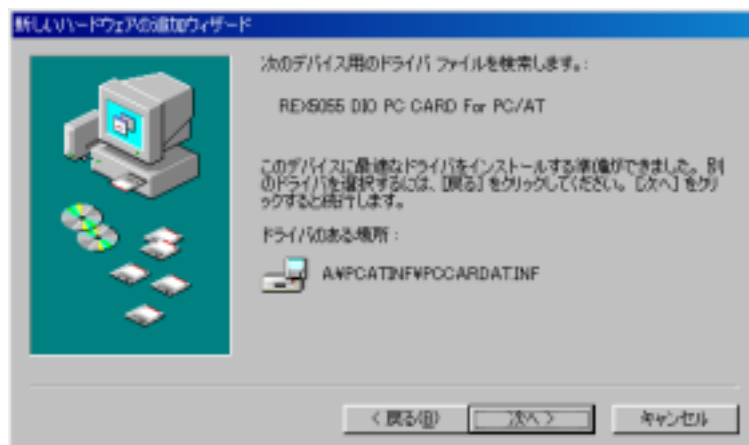 新しいハードウェアの追加ウィザード
次のデバイス用のドライバ ファイルを検索します。:
REX5055 DIO PC CARD For PC/AT
このデバイスに最適なドライバをインストールする準備ができました。別
のドライバを選択するには、[戻る] をクリックしてください。[次へ] をクリ
ックすると続行します。
ドライバのある場所 :
A¥PCATINF¥PCCARDAT.INF
< 戻る(B)
次へ >
キャンセル